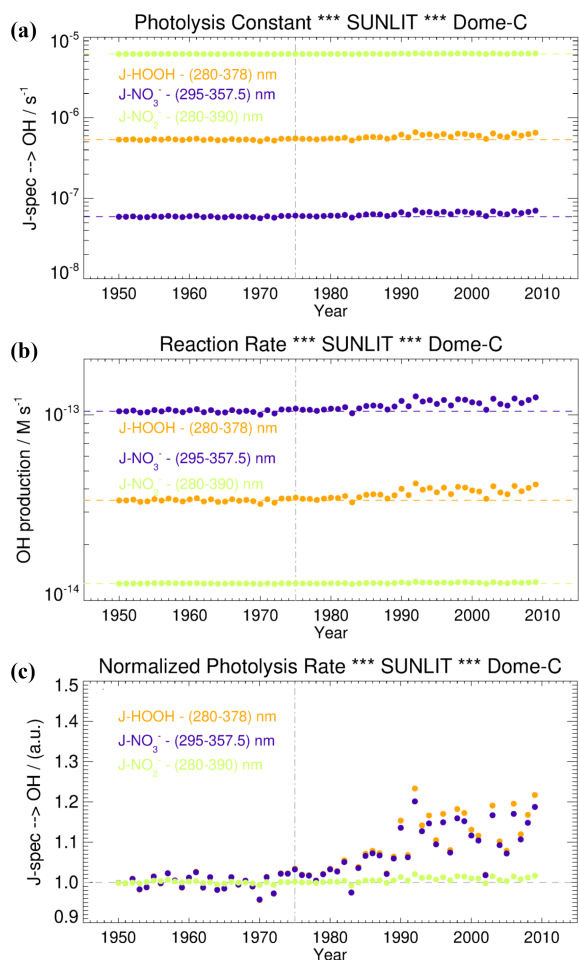 (a)
Photolysis Constant *** SUNLIT *** Dome-C
10⁻⁵
J-HOOH - (280-378) nm
J-NO₃⁻ - (295-357.5) nm
10⁻⁶
J-NO₂⁻ - (280-390) nm
10⁻⁷
10⁻⁸
J-spec --> OH / s⁻¹
1950 1960 1970 1980 1990 2000 2010
Year
(b)
Reaction Rate *** SUNLIT *** Dome-C
10⁻¹³
J-HOOH - (280-378) nm
J-NO₃⁻ - (295-357.5) nm
J-NO₂⁻ - (280-390) nm
10⁻¹⁴
OH production / M s⁻¹
1950 1960 1970 1980 1990 2000 2010
Year
(c)
Normalized Photolysis Rate *** SUNLIT *** Dome-C
1.5
J-HOOH - (280-378) nm
1.4
J-NO₃⁻ - (295-357.5) nm
1.3
J-NO₂⁻ - (280-390) nm
1.2
1.1
1.0
0.9
J-spec --> OH / (a.u.)
1950 1960 1970 1980 1990 2000 2010
Year